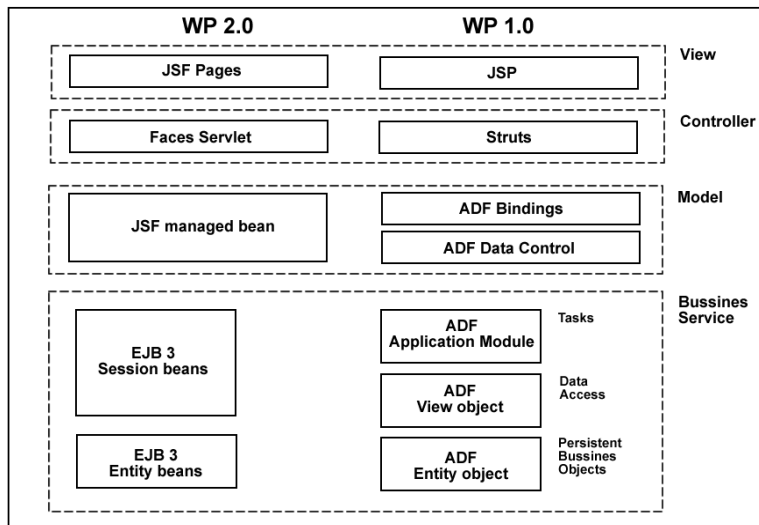 WP 2.0 WP 1.0
View
JSF Pages JSP
Controller
Faces Servlet Struts
Model
JSF managed bean
ADF Bindings
ADF Data Control
Bussines
Service
EJB 3
Session beans
ADF
Application Module
Tasks
ADF
View object
Data
Access
EJB 3
Entity beans
ADF
Entity object
Persistent
Bussines
Objects